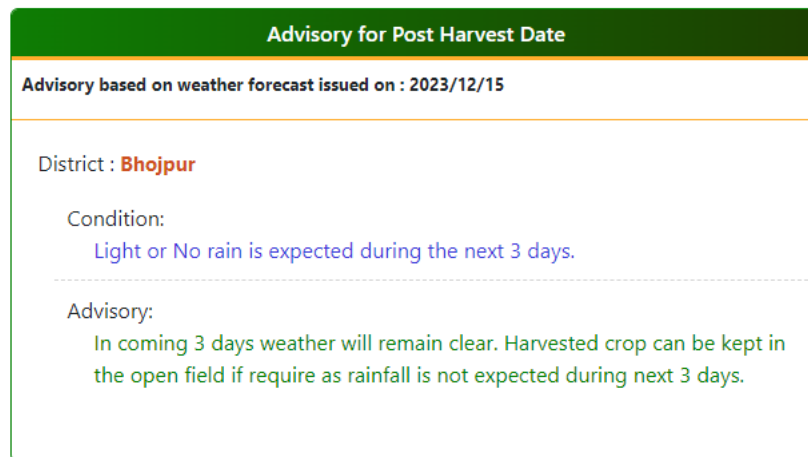 Advisory for Post Harvest Date
Advisory based on weather forecast issued on : 2023/12/15
District : Bhojpur
Condition:
Light or No rain is expected during the next 3 days.
Advisory:
In coming 3 days weather will remain clear. Harvested crop can be kept in
the open field if require as rainfall is not expected during next 3 days.